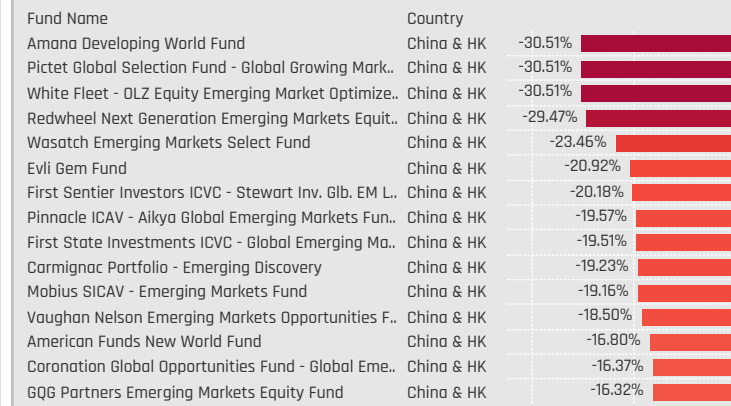 Fund Name Country
Amana Developing World Fund China & HK -30.51%
Pictet Global Selection Fund - Global Growing Mark.. China & HK -30.51%
White Fleet - OLZ Equity Emerging Market Optimize.. China & HK -30.51%
Redwheel Next Generation Emerging Markets Equit.. China & HK -29.47%
Wasatch Emerging Markets Select Fund China & HK -23.46%
Evli Gem Fund China & HK -20.92%
First Sentier Investors ICVC - Stewart Inv. Glb. EM L.. China & HK -20.18%
Pinnacle ICAV - Aikya Global Emerging Markets Fun.. China & HK -19.57%
First State Investments ICVC - Global Emerging Ma.. China & HK -19.51%
Carmignac Portfolio - Emerging Discovery China & HK -19.23%
Mobius SICAV - Emerging Markets Fund China & HK -19.16%
Vaughan Nelson Emerging Markets Opportunities F.. China & HK -18.50%
American Funds New World Fund China & HK -16.80%
Coronation Global Opportunities Fund - Global Eme.. China & HK -16.37%
GQG Partners Emerging Markets Equity Fund China & HK -16.32%